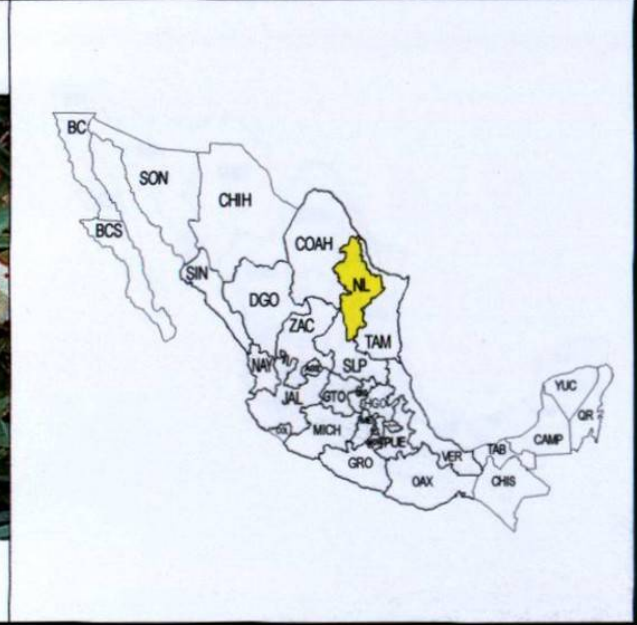 BC
SON
CHIH
BCS
COAH
SIN
NL
DGO
ZAC
TAM
NAY
SLP
YUC
JAL
GTO
QR
MICH
PUE
CAMP
VER
TAB
GRO
OAX
CHIS